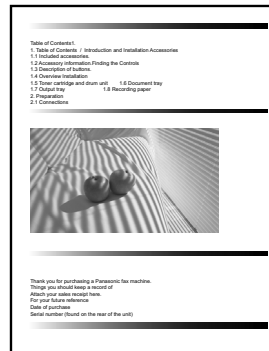 Table of Contents1.
1. Table of Contents / Introduction and Installation Accessories
1.1 Included accessories.
1.2 Accessory information.Finding the Controls
1.3 Description of buttons.
1.4 Overview Installation
1.5 Toner cartridge and drum unit 1.6 Document tray
1.7 Output tray 1.8 Recording paper
2. Preparation
2.1 Connections
Thank you for purchasing a Panasonic fax machine.
Things you should keep a record of
Attach your sales receipt here.
For your future reference
Date of purchase
Serial number (found on the rear of the unit)